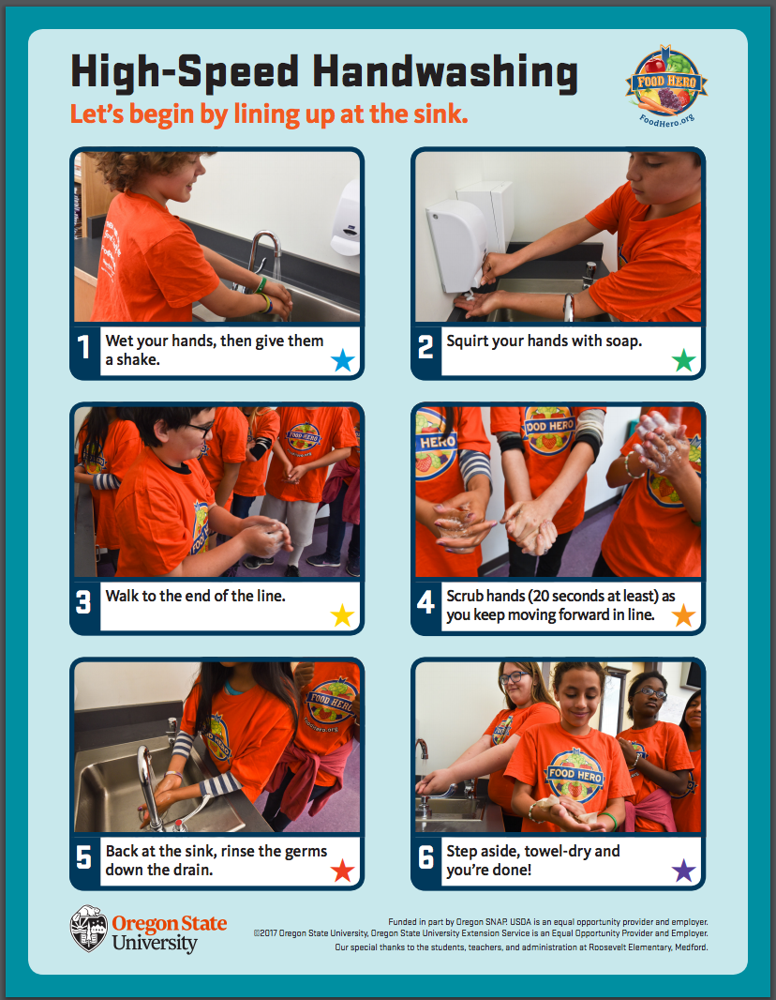 High-Speed Handwashing
Let's begin by lining up at the sink.
FOOD HERO
FoodHero.org
1
Wet your hands, then give them
a shake.
2
Squirt your hands with soap.
FOOD HERO
3
Walk to the end of the line.
HERO
FOOD HERO
4
Scrub hands (20 seconds at least) as
you keep moving forward in line.
FOOD HERO
FoodHero.org
5
Back at the sink, rinse the germs
down the drain.
FOOD HERO
6
Step aside, towel-dry and
you're done!
Oregon State
University
Funded in part by Oregon SNAP. USDA is an equal opportunity provider and employer.
©2017 Oregon State University, Oregon State University Extension Service is an Equal Opportunity Provider and Employer.
Our special thanks to the students, teachers, and administration at Roosevelt Elementary, Medford.